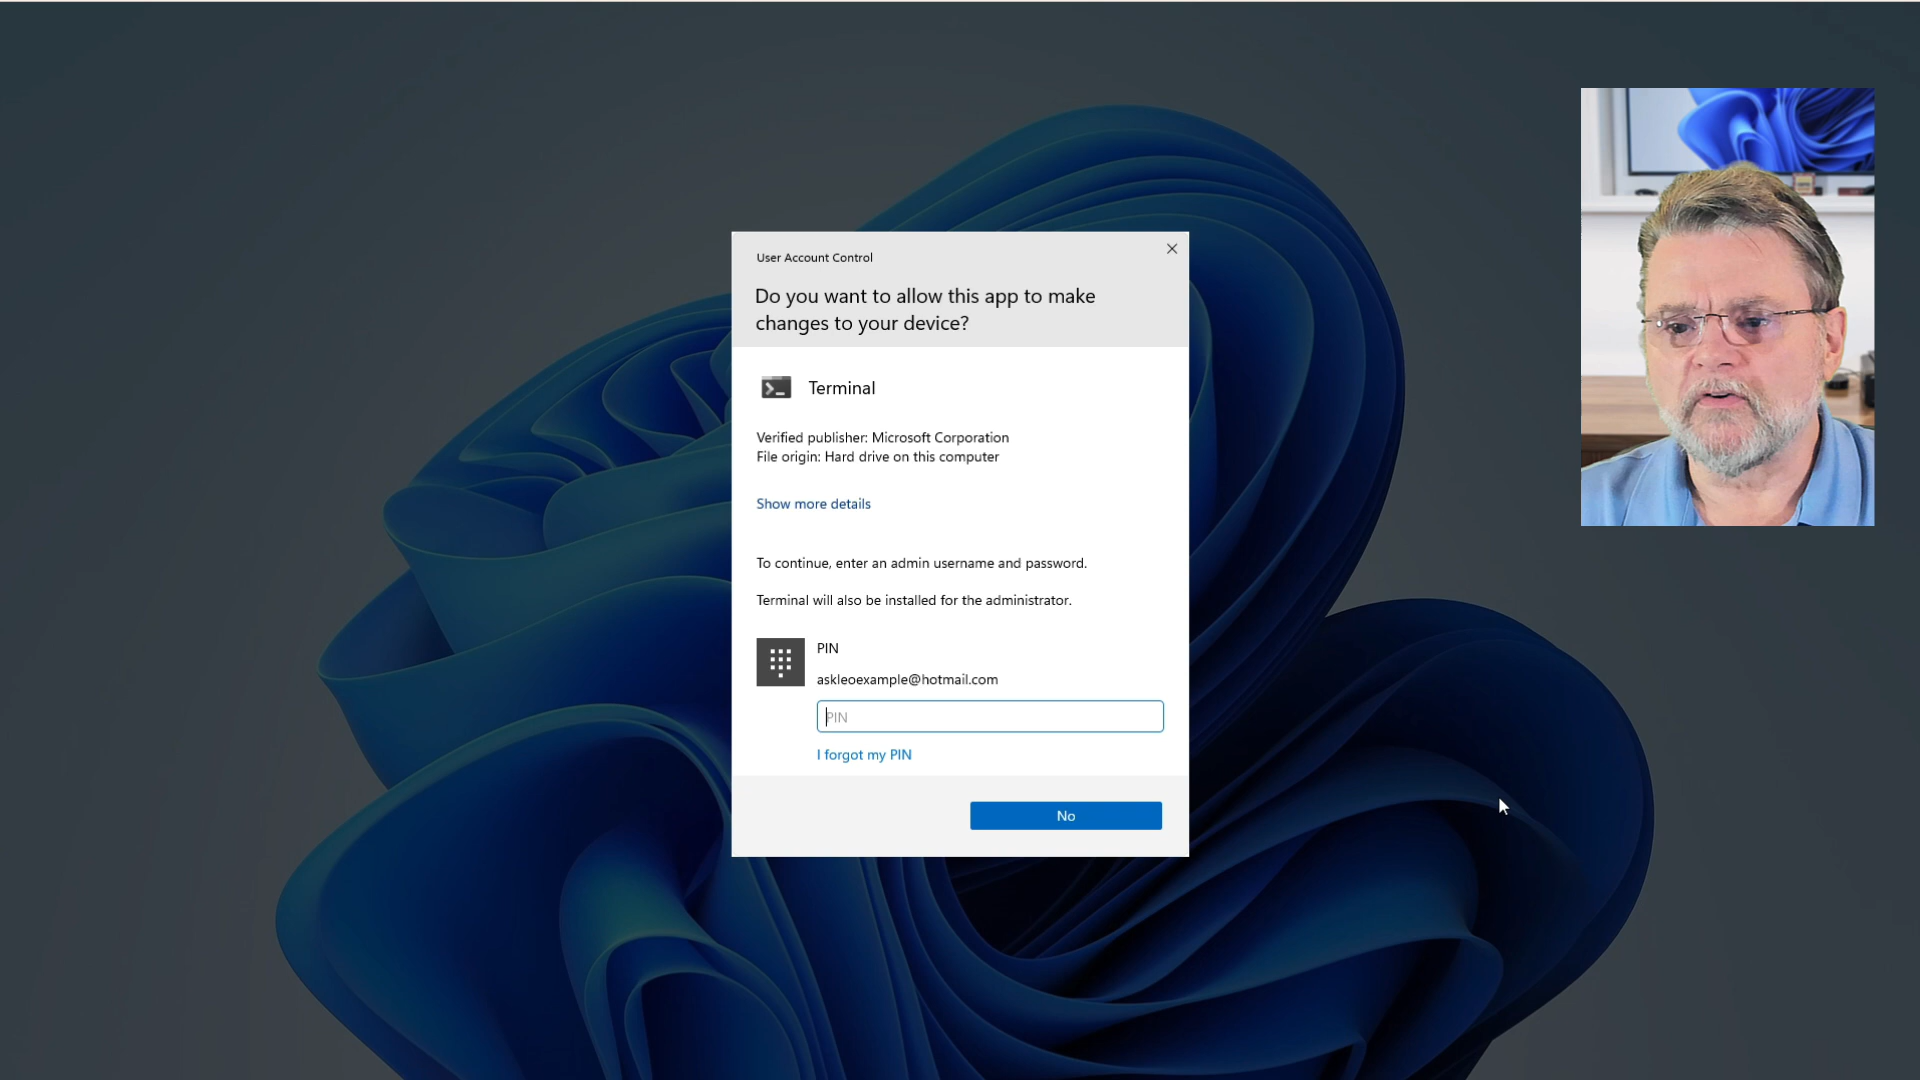 User Account Control
Do you want to allow this app to make
changes to your device?
Terminal
Verified publisher: Microsoft Corporation
File origin: Hard drive on this computer
Show more details
To continue, enter an admin username and password.
Terminal will also be installed for the administrator.
PIN
askleoexample@hotmail.com
PIN
I forgot my PIN
No